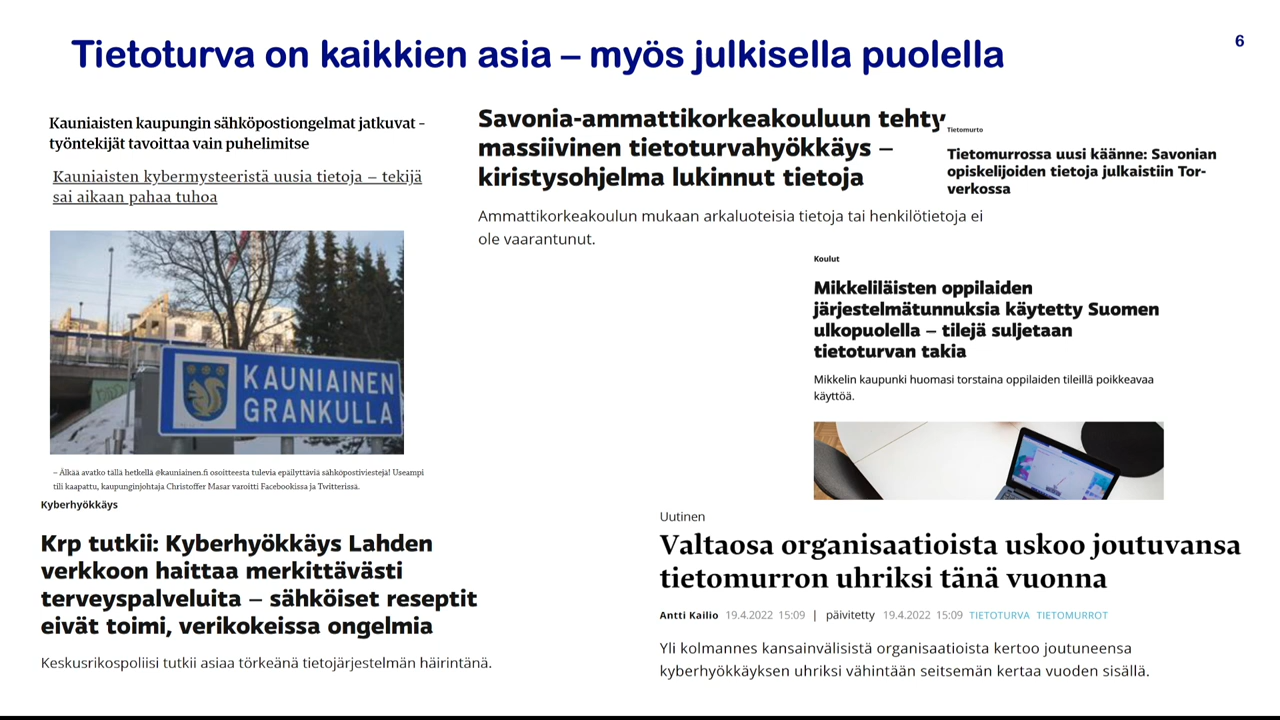 Tietoturva on kaikkien asia – myös julkisella puolella
6
Kauniaisten kaupungin sähköpostiongelmat jatkuvat –
työntekijät tavoittaa vain puhelimitse
Kauniaisten kybermysteeristä uusia tietoja – tekijä
sai aikaan pahaa tuhoa
KAUNIAINEN
GRANKULLA
– Älkää avatko tällä hetkellä @kauniainen.fi osoitteesta tulevia epäilyttäviä sähköpostiviestejä! Useampi
tili kaapattu, kaupunginjohtaja Christoffer Masar varoitti Facebookissa ja Twitterissä.
Kyberhyökkäys
Krp tutkii: Kyberhyökkäys Lahden
verkkoon haittaa merkittävästi
terveyspalveluita – sähköiset reseptit
eivät toimi, verikokeissa ongelmia
Keskusrikospoliisi tutkii asiaa törkeänä tietojärjestelmän häirintänä.
Savonia-ammattikorkeakouluun tehty
massiivinen tietoturvahyökkäys –
kiristysohjelma lukinnut tietoja
Ammattikorkeakoulun mukaan arkaluoteisia tietoja tai henkilötietoja ei
ole vaarantunut.
Tietomurto
Tietomurrossa uusi käänne: Savonian
opiskelijoiden tietoja julkaistiin Tor-
verkossa
Koulut
Mikkeliläisten oppilaiden
järjestelmätunnuksia käytetty Suomen
ulkopuolella – tilejä suljetaan
tietoturvan takia
Mikkelin kaupunki huomasi torstaina oppilaiden tileillä poikkeavaa
käyttöä.
Uutinen
Valtaosa organisaatioista uskoo joutuvansa
tietomurron uhriksi tänä vuonna
Antti Kailio 19.4.2022 15:09 | päivitetty 19.4.2022 15:09 TIETOTURVA TIETOMURROT
Yli kolmannes kansainvälisistä organisaatioista kertoo joutuneensa
kyberhyökkäyksen uhriksi vähintään seitsemän kertaa vuoden sisällä.